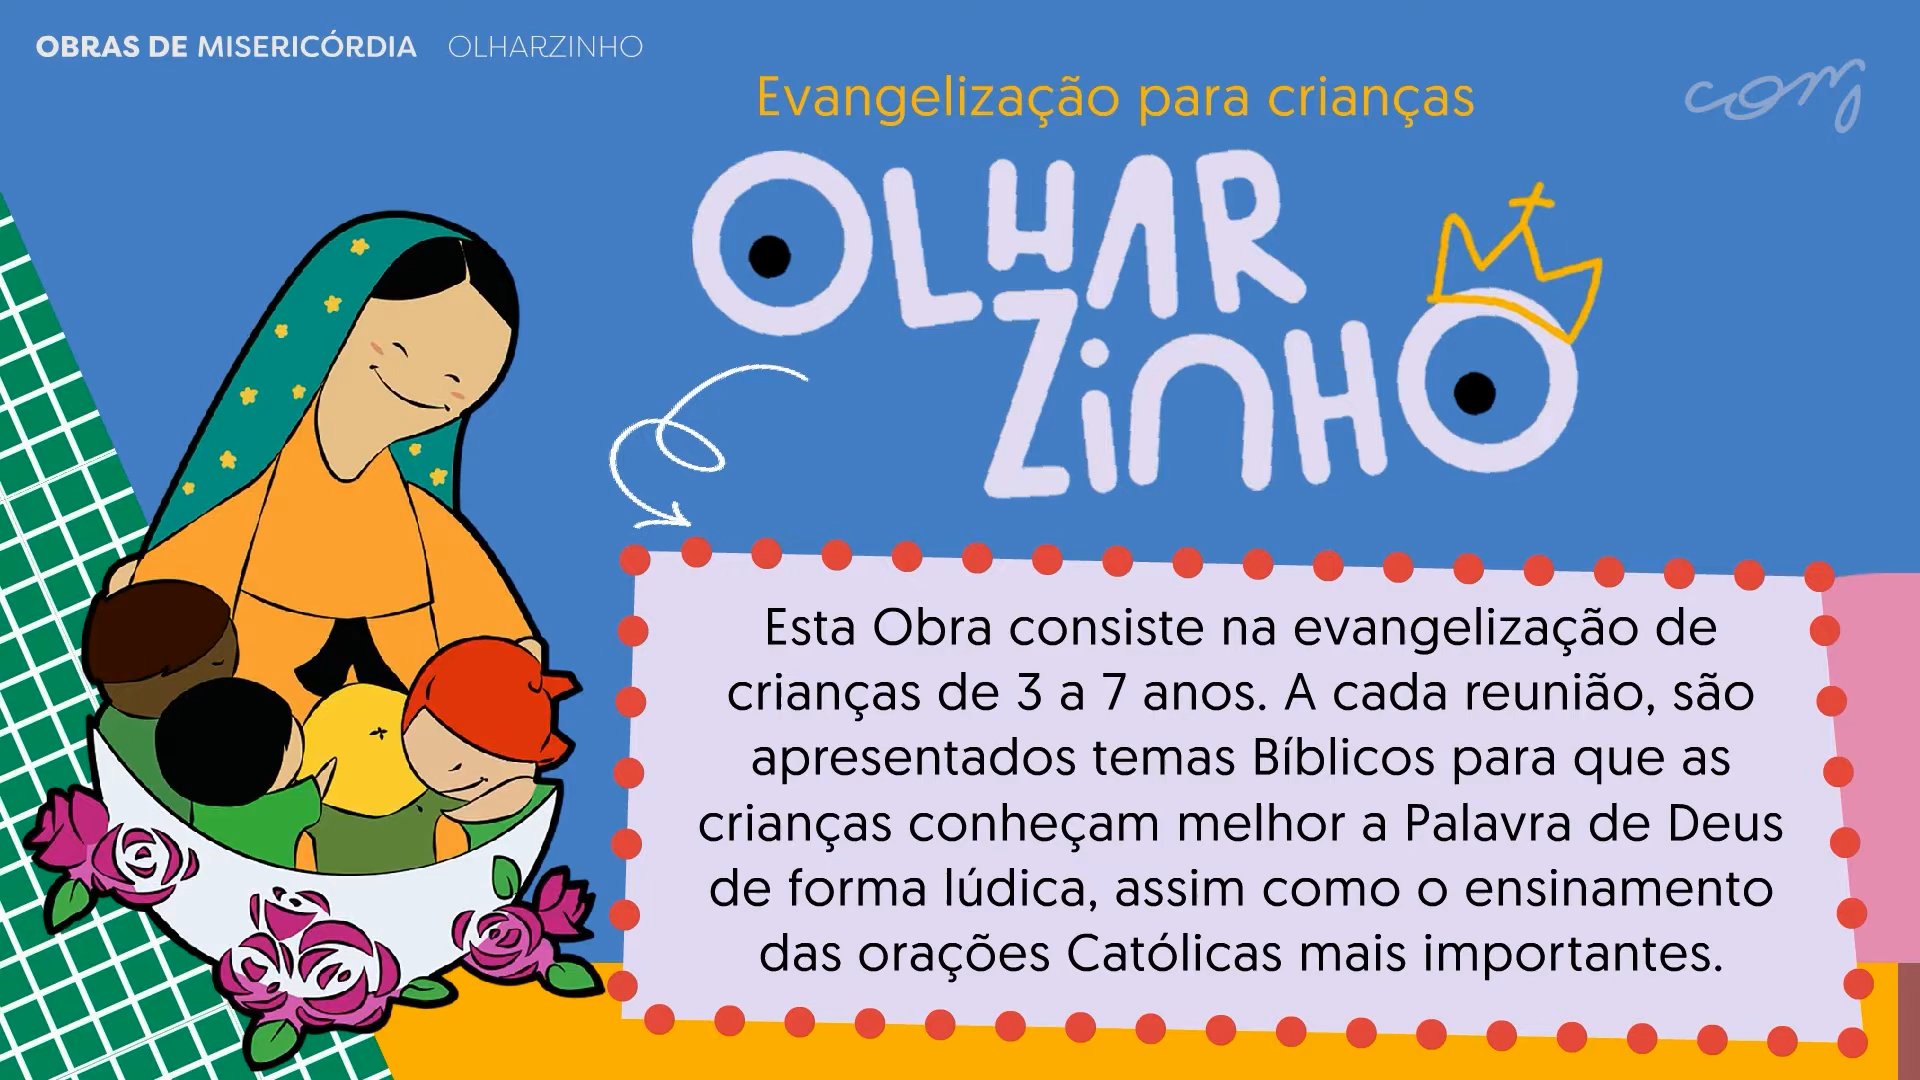 OBRAS DE MISERICÓRDIA OLHARZINHO
Evangelização para crianças
comj
OLHAR
ZiNHO
Esta Obra consiste na evangelização de
crianças de 3 a 7 anos. A cada reunião, são
apresentados temas Bíblicos para que as
crianças conheçam melhor a Palavra de Deus
de forma lúdica, assim como o ensinamento
das orações Católicas mais importantes.